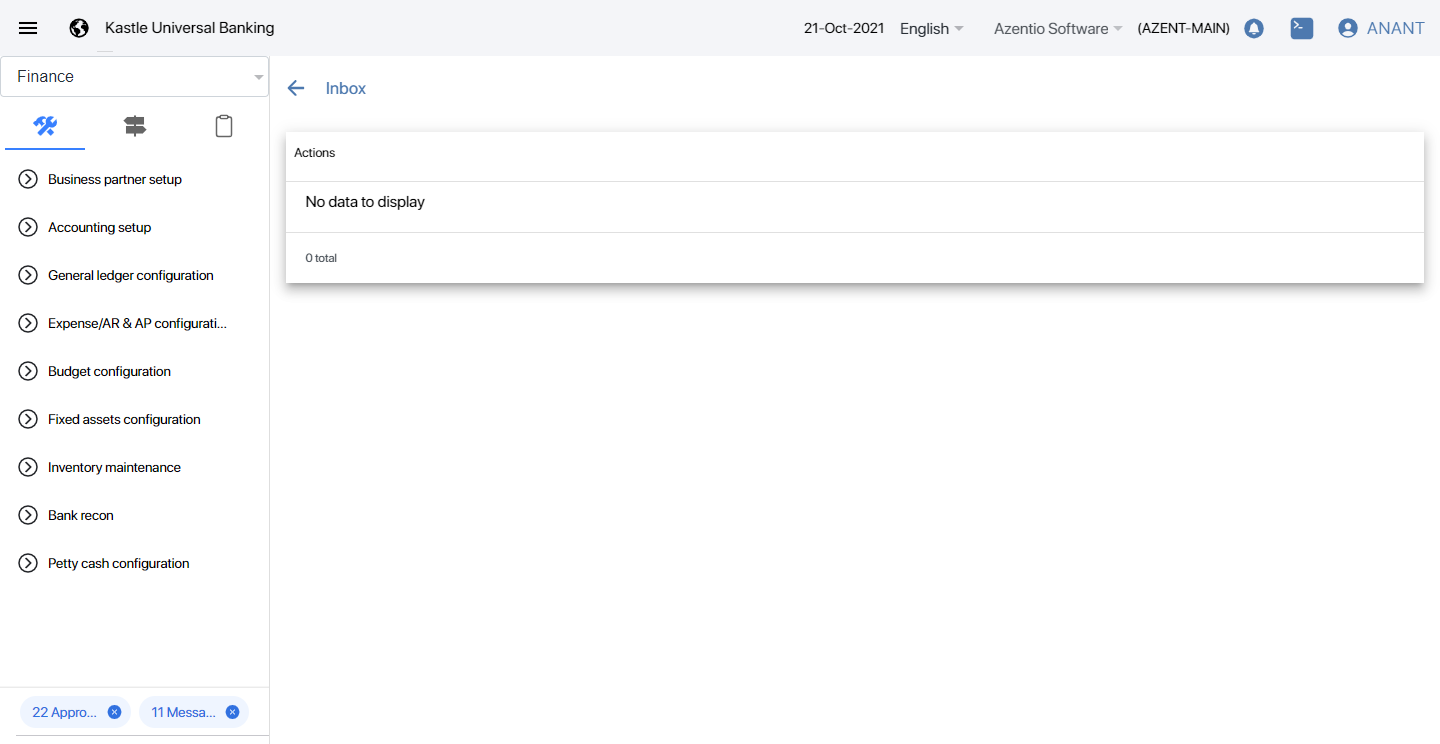 Kastle Universal Banking
21-Oct-2021 English Azentio Software (AZENT-MAIN) ANANT
Finance
Business partner setup
Accounting setup
General ledger configuration
Expense/AR & AP configurati...
Budget configuration
Fixed assets configuration
Inventory maintenance
Bank recon
Petty cash configuration
22 Appro...
11 Messa...
Inbox
Actions
No data to display
0 total